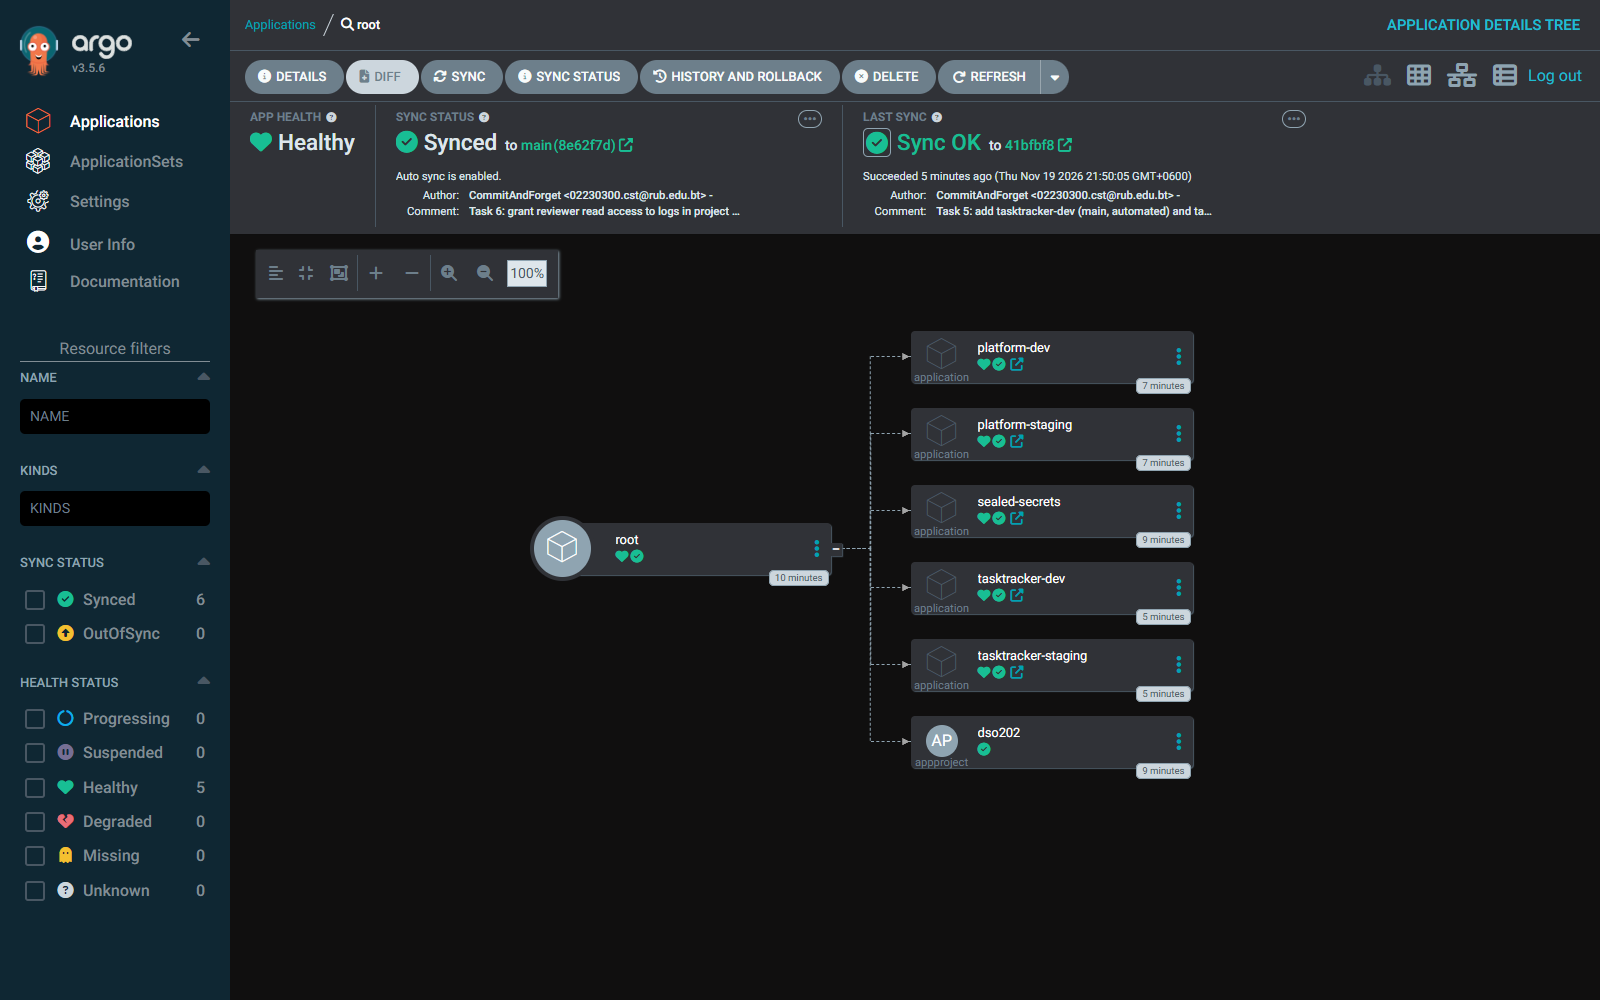 argo
v3.5.6
Applications
ApplicationSets
Settings
User Info
Documentation
Resource filters
NAME
NAME
KINDS
KINDS
SYNC STATUS
Synced 6
OutOfSync 0
HEALTH STATUS
Progressing 0
Suspended 0
Healthy 5
Degraded 0
Missing 0
Unknown 0
Applications / root
APPLICATION DETAILS TREE
DETAILS DIFF SYNC SYNC STATUS HISTORY AND ROLLBACK DELETE REFRESH
Log out
APP HEALTH
Healthy
SYNC STATUS
Synced to main (8e62f7d)
Auto sync is enabled.
Author: CommitAndForget <02230300.cst@rub.edu.bt> -
Comment: Task 6: grant reviewer read access to logs in project ...
LAST SYNC
Sync OK to 41bfbf8
Succeeded 5 minutes ago (Thu Nov 19 2026 21:50:05 GMT+0600)
Author: CommitAndForget <02230300.cst@rub.edu.bt> -
Comment: Task 5: add tasktracker-dev (main, automated) and ta...
100%
root
10 minutes
platform-dev
application
7 minutes
platform-staging
application
7 minutes
sealed-secrets
application
9 minutes
tasktracker-dev
application
5 minutes
tasktracker-staging
application
5 minutes
AP
dso202
appproject
9 minutes